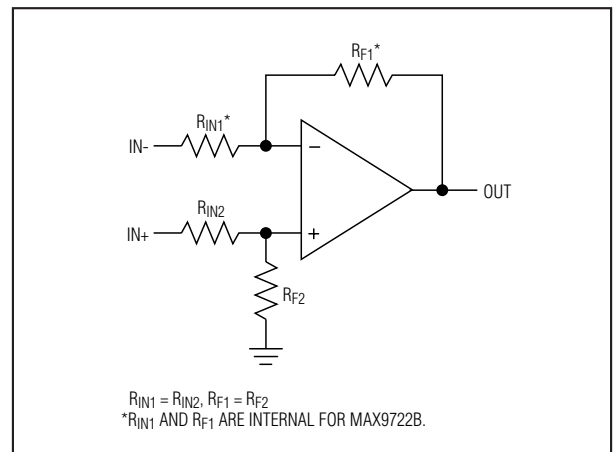 RF1*
RIN1*
IN-
−
OUT
RIN2
IN+
+
RF2
RIN1 = RIN2, RF1 = RF2
*RIN1 AND RF1 ARE INTERNAL FOR MAX9722B.